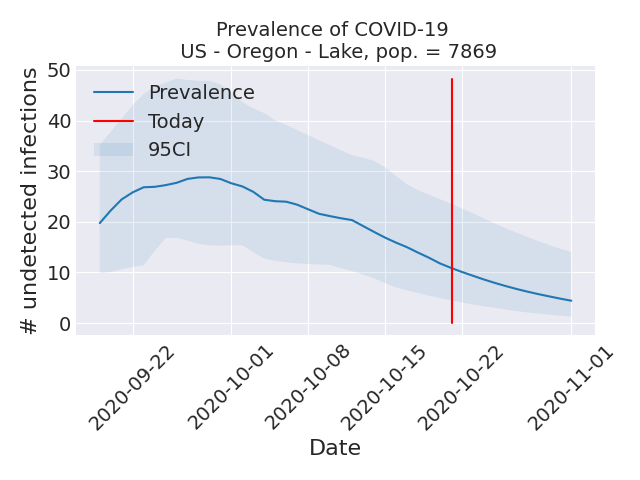 Prevalence of COVID-19
US - Oregon - Lake, pop. = 7869
# undetected infections
50
40
30
20
10
0
Prevalence
Today
95CI
2020-09-22
2020-10-01
2020-10-08
2020-10-15
2020-10-22
2020-11-01
Date